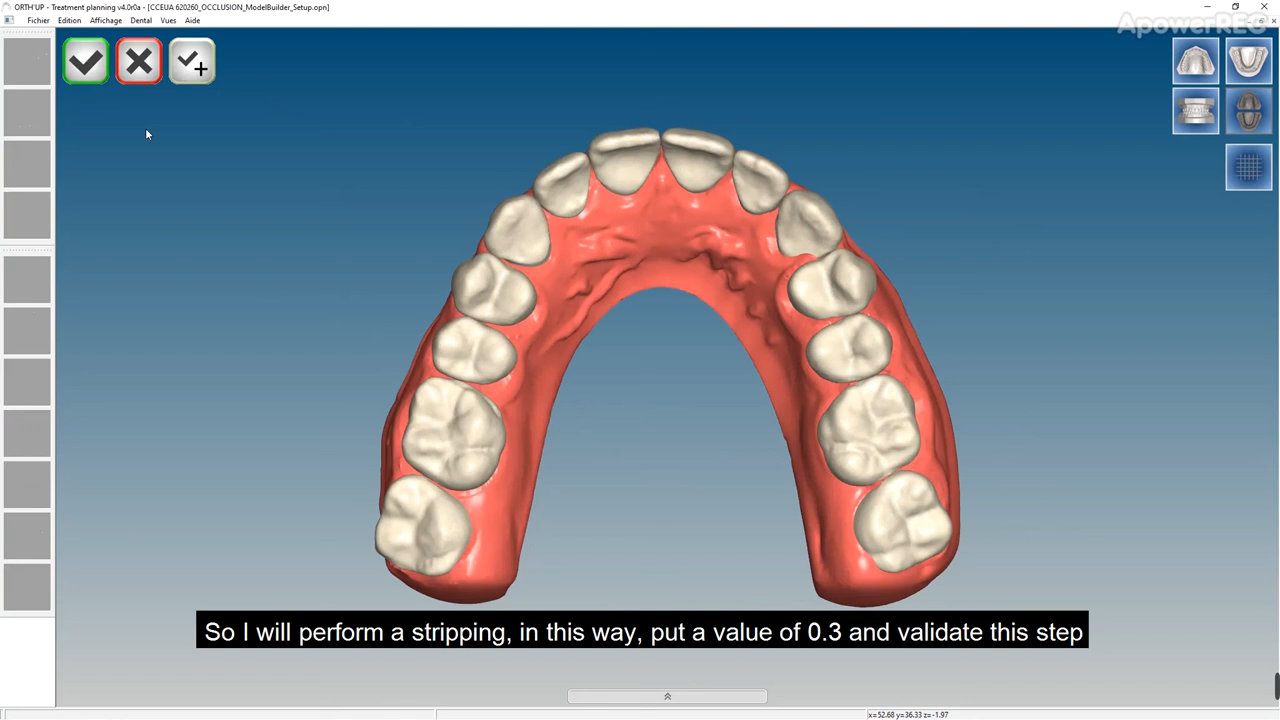 ORTH'UP - Treatment planning v4.0r0a - [CCEUA 620260_OCCLUSION_ModelBuilder_Setup.opn]
Fichier Edition Affichage Dental Vues Aide
ApowerREC
So I will perform a stripping, in this way, put a value of 0.3 and validate this step
x=52.68 y=36.33 z=-1.97